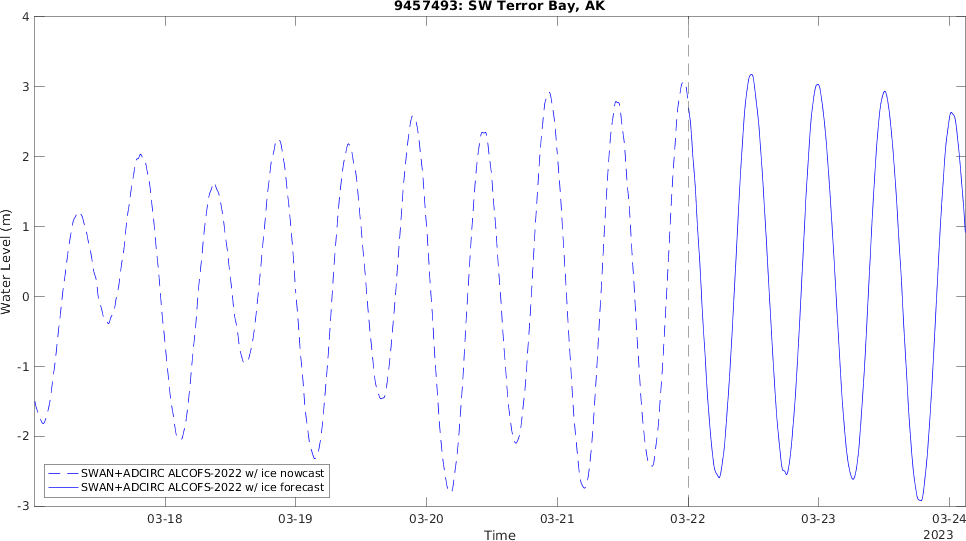 9457493: SW Terror Bay, AK
4
3
2
1
0
-1
-2
-3
Water Level (m)
SWAN+ADCIRC ALCOFS-2022 w/ ice nowcast
SWAN+ADCIRC ALCOFS-2022 w/ ice forecast
03-18 03-19 03-20 03-21 03-22 03-23 03-24
Time
2023